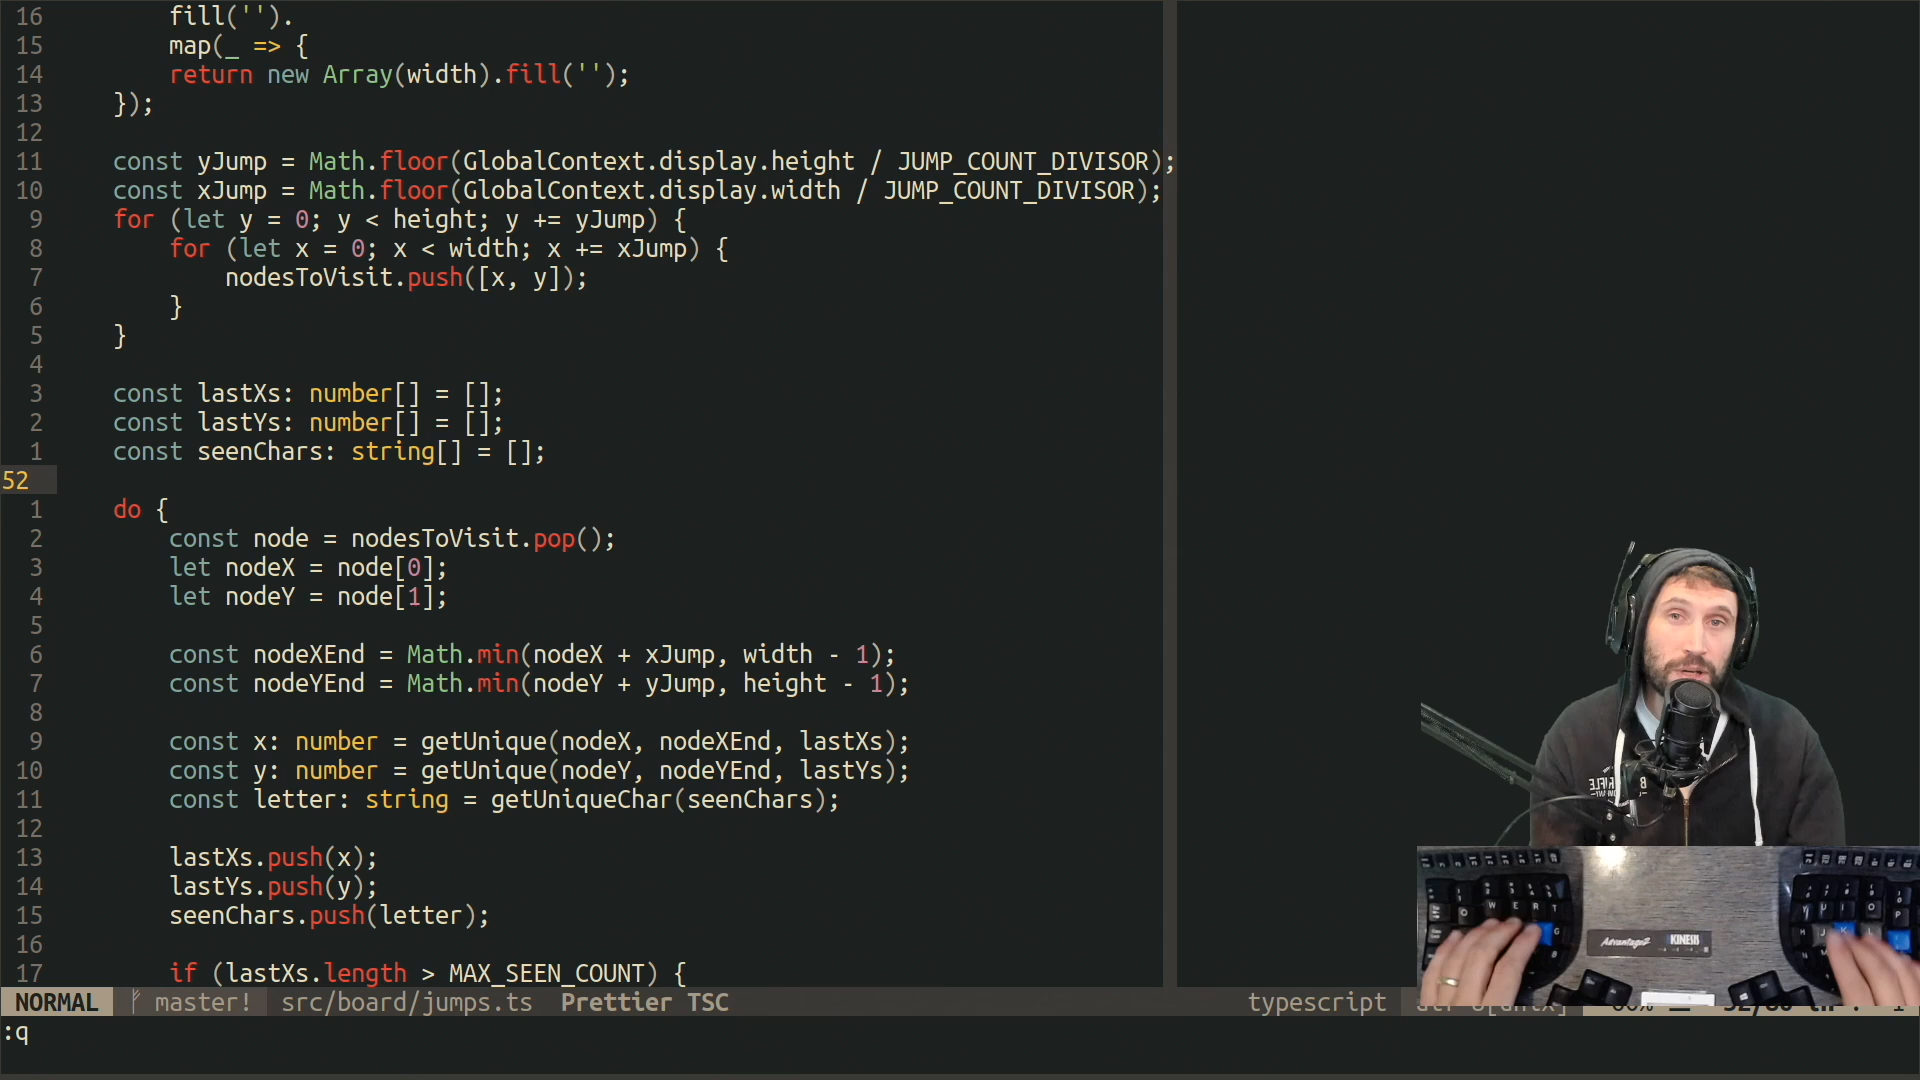 16 fill('').
15 map(_ => {
14 return new Array(width).fill('');
13 });
12
11 const yJump = Math.floor(GlobalContext.display.height / JUMP_COUNT_DIVISOR);
10 const xJump = Math.floor(GlobalContext.display.width / JUMP_COUNT_DIVISOR);
9 for (let y = 0; y < height; y += yJump) {
8 for (let x = 0; x < width; x += xJump) {
7 nodesToVisit.push([x, y]);
6 }
5 }
4
3 const lastXs: number[] = [];
2 const lastYs: number[] = [];
1 const seenChars: string[] = [];
52
1 do {
2 const node = nodesToVisit.pop();
3 let nodeX = node[0];
4 let nodeY = node[1];
5
6 const nodeXEnd = Math.min(nodeX + xJump, width - 1);
7 const nodeYEnd = Math.min(nodeY + yJump, height - 1);
8
9 const x: number = getUnique(nodeX, nodeXEnd, lastXs);
10 const y: number = getUnique(nodeY, nodeYEnd, lastYs);
11 const letter: string = getUniqueChar(seenChars);
12
13 lastXs.push(x);
14 lastYs.push(y);
15 seenChars.push(letter);
16
17 if (lastXs.length > MAX_SEEN_COUNT) {
NORMAL master! src/board/jumps.ts Prettier TSC typescript
:q
Advantage2 KINESIS